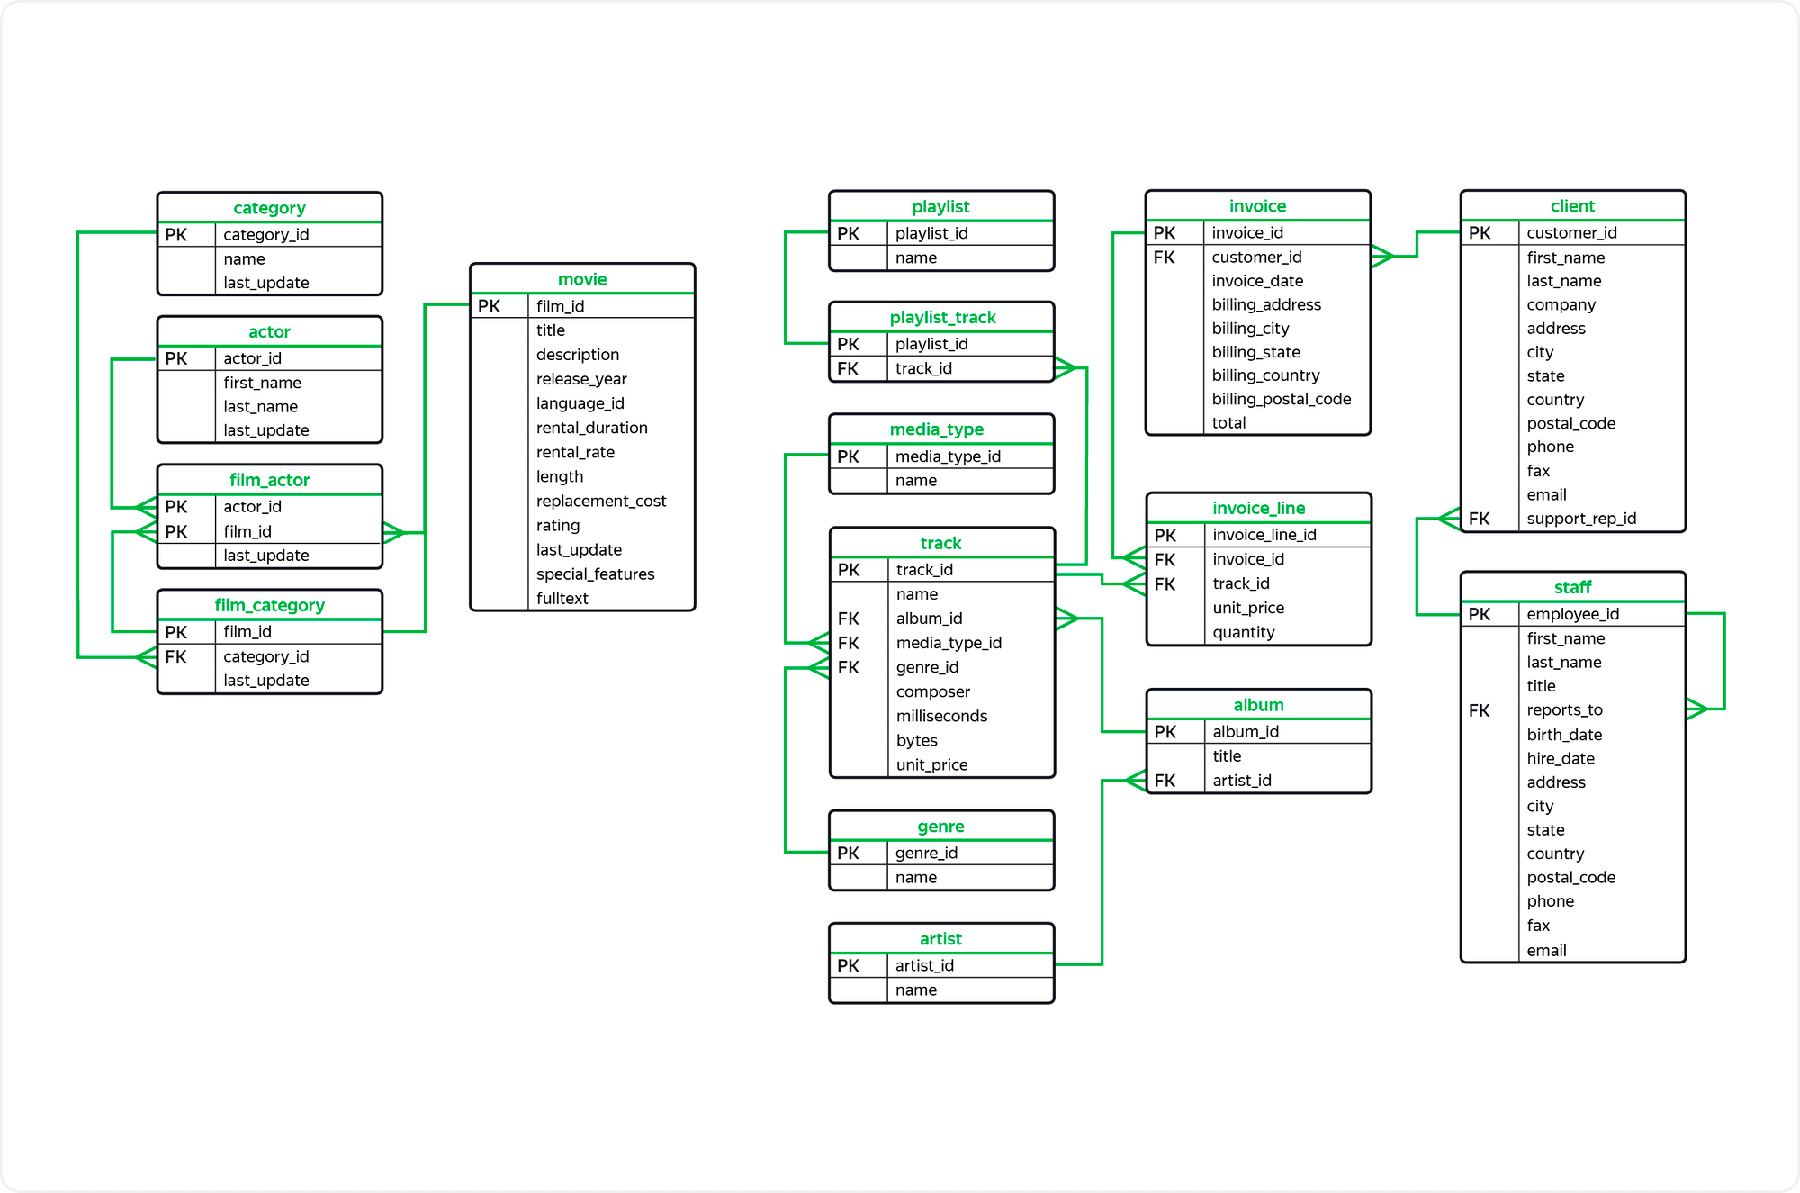 category
PK category_id
name
last_update
actor
PK actor_id
first_name
last_name
last_update
film_actor
PK actor_id
PK film_id
last_update
film_category
PK film_id
FK category_id
last_update
movie
PK film_id
title
description
release_year
language_id
rental_duration
rental_rate
length
replacement_cost
rating
last_update
special_features
fulltext
playlist
PK playlist_id
name
playlist_track
PK playlist_id
FK track_id
media_type
PK media_type_id
name
track
PK track_id
name
FK album_id
FK media_type_id
FK genre_id
composer
milliseconds
bytes
unit_price
genre
PK genre_id
name
artist
PK artist_id
name
invoice
PK invoice_id
FK customer_id
invoice_date
billing_address
billing_city
billing_state
billing_country
billing_postal_code
total
invoice_line
PK invoice_line_id
FK invoice_id
FK track_id
unit_price
quantity
album
PK album_id
title
FK artist_id
client
PK customer_id
first_name
last_name
company
address
city
state
country
postal_code
phone
fax
email
FK support_rep_id
staff
PK employee_id
first_name
last_name
title
FK reports_to
birth_date
hire_date
address
city
state
country
postal_code
phone
fax
email